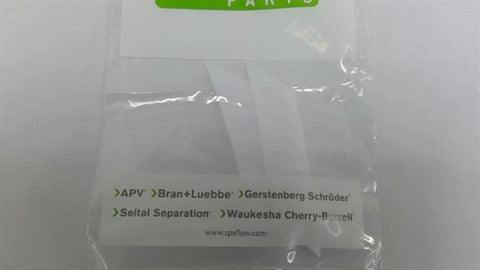 PARTS
>APV® >Bran+Luebbe® >Gerstenberg Schröder®
>Seital Separation® >Waukesha Cherry-Burrell®
www.spxflow.com